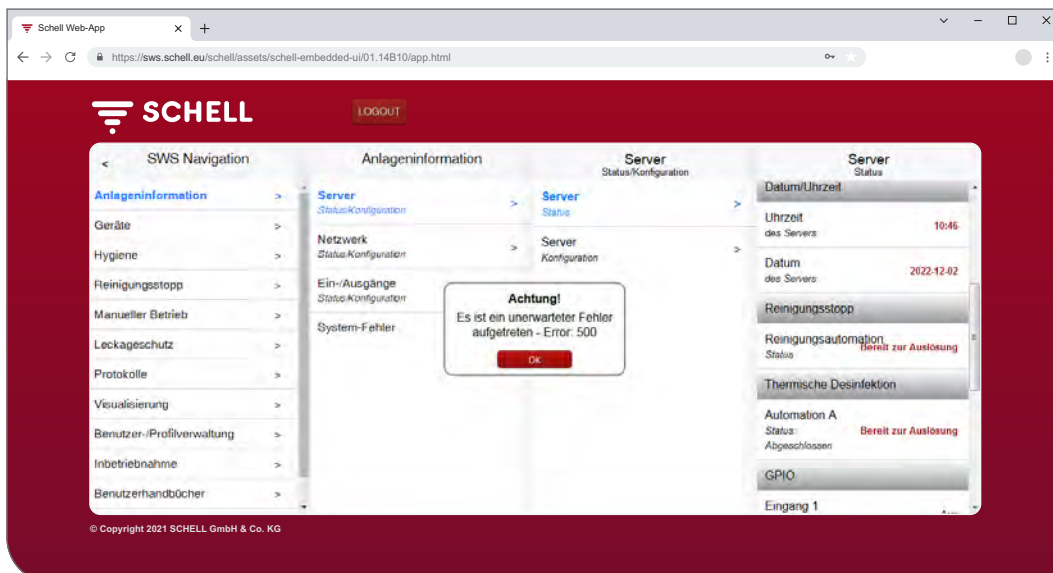 Schell Web-App
https://sws.schell.eu/schell/assets/schell-embedded-ui/01.14B10/app.html
SCHELL
LOGOUT
SWS Navigation
Anlageninformation
Geräte
Hygiene
Reinigungsstopp
Manueller Betrieb
Leckageschutz
Protokolle
Visualisierung
Benutzer-/Profilverwaltung
Inbetriebnahme
Benutzerhandbücher
Anlageninformation
Server
Status/Konfiguration
Netzwerk
Status/Konfiguration
Ein-/Ausgänge
Status/Konfiguration
System-Fehler
Server
Status/Konfiguration
Server
Status
Server
Konfiguration
Achtung!
Es ist ein unerwarteter Fehler
aufgetreten - Error: 500
OK
Server
Status
Datum/Uhrzeit
Uhrzeit
des Servers
10:46
Datum
des Servers
2022-12-02
Reinigungsstopp
Reinigungsautomation
Status
Bereit zur Auslösung
Thermische Desinfektion
Automation A
Status:
Abgeschlossen
Bereit zur Auslösung
GPIO
Eingang 1
© Copyright 2021 SCHELL GmbH & Co. KG